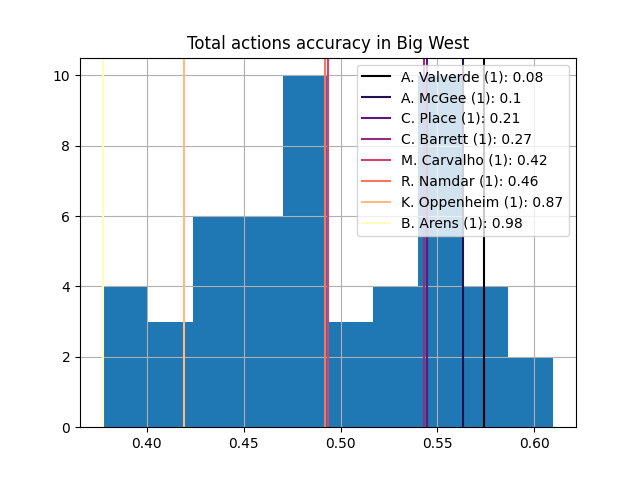 Total actions accuracy in Big West
10
8
6
4
2
0
A. Valverde (1): 0.08
A. McGee (1): 0.1
C. Place (1): 0.21
C. Barrett (1): 0.27
M. Carvalho (1): 0.42
R. Namdar (1): 0.46
K. Oppenheim (1): 0.87
B. Arens (1): 0.98
0.40 0.45 0.50 0.55 0.60